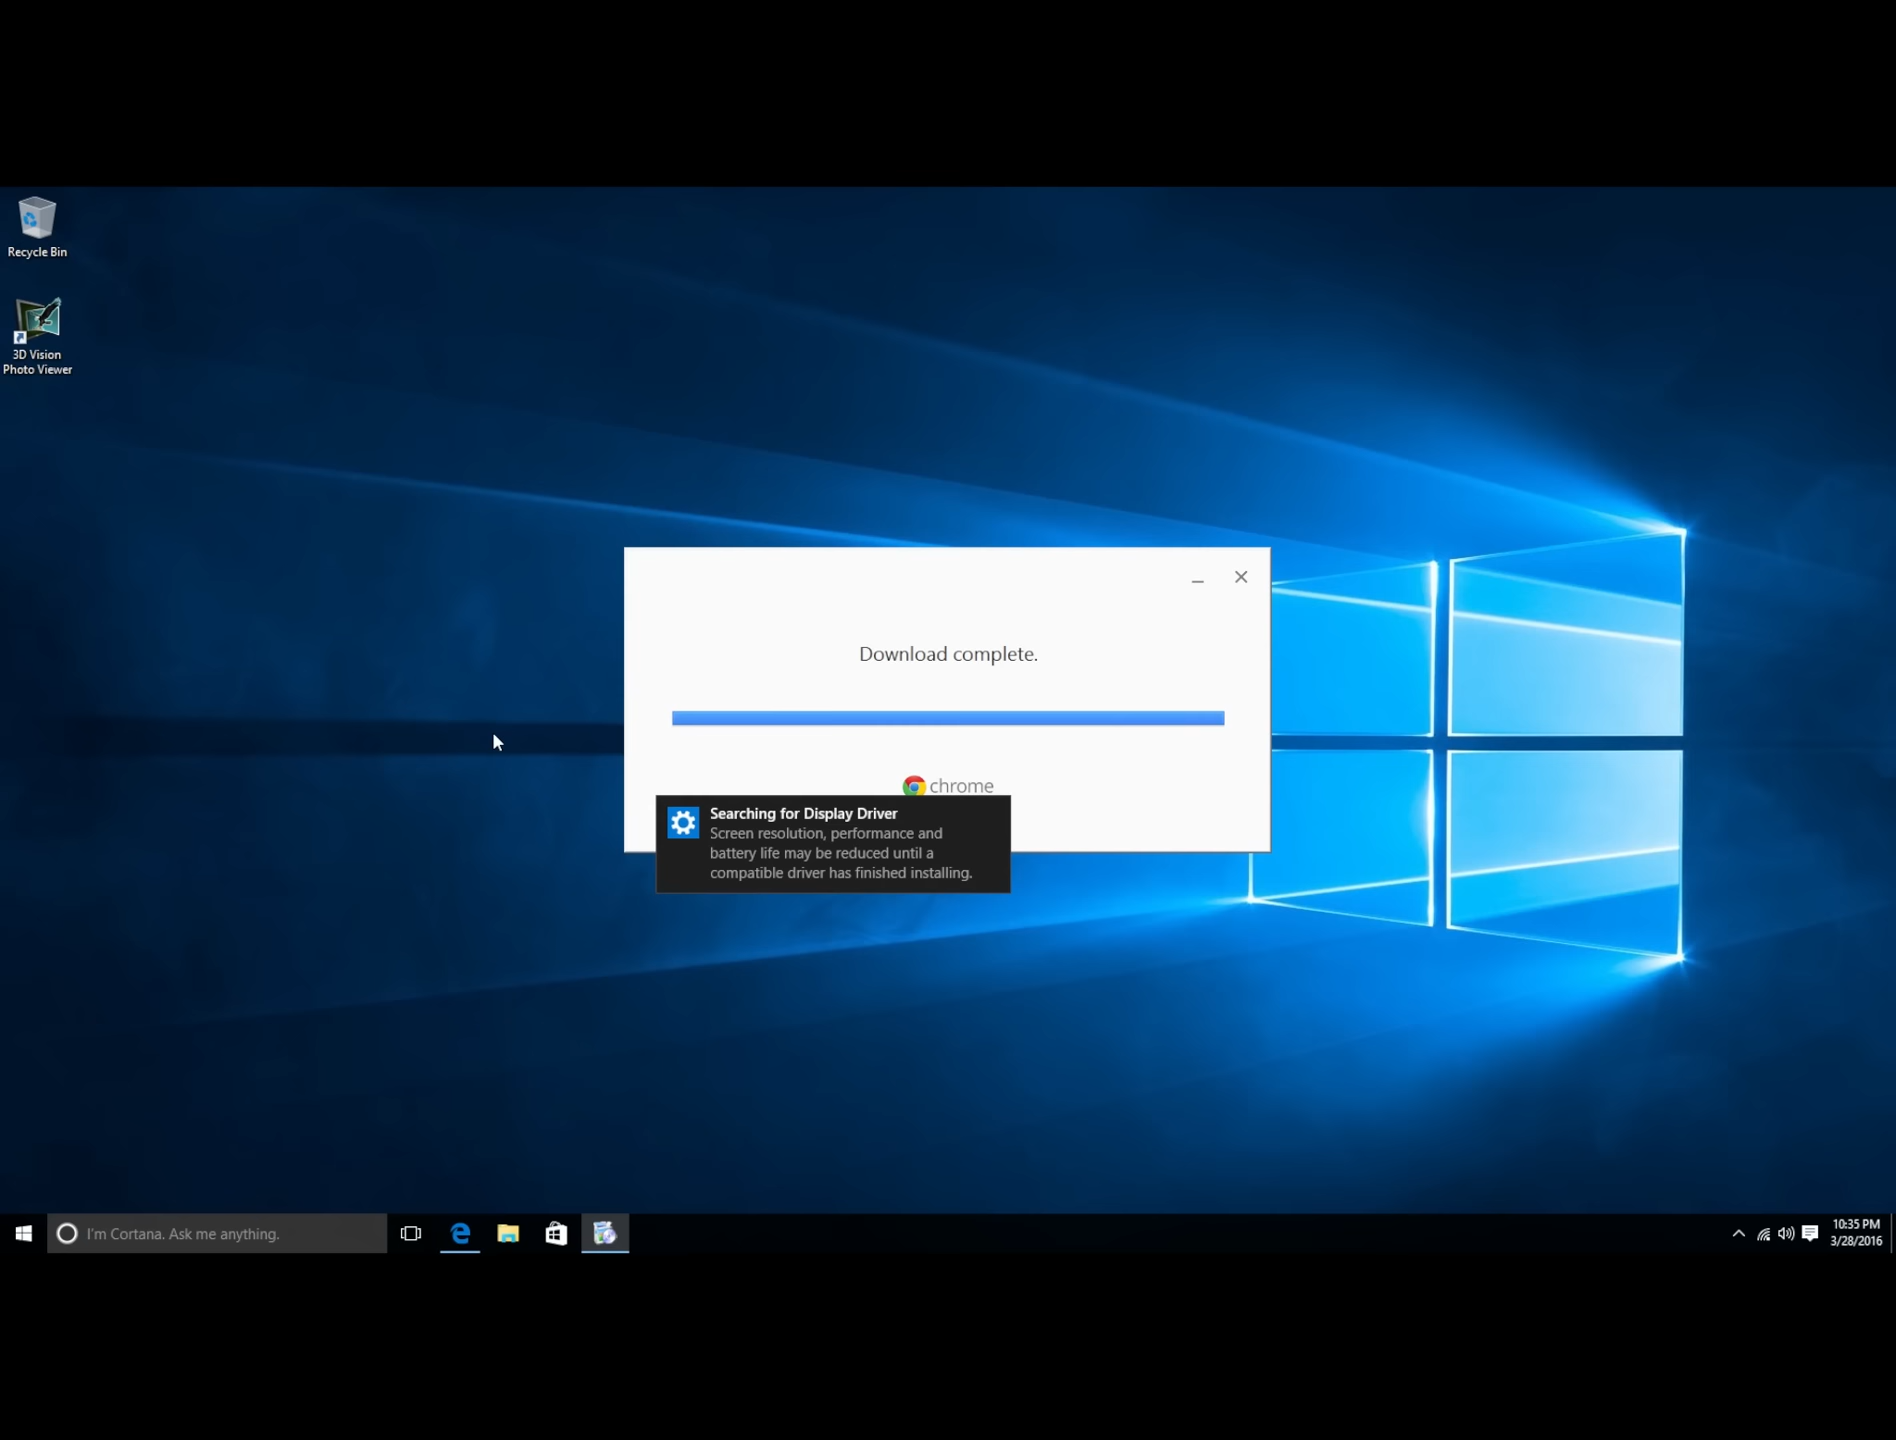 Recycle Bin
3D Vision
Photo Viewer
Download complete.
chrome
Searching for Display Driver
Screen resolution, performance and
battery life may be reduced until a
compatible driver has finished installing.
I'm Cortana. Ask me anything.
10:35 PM
3/28/2016